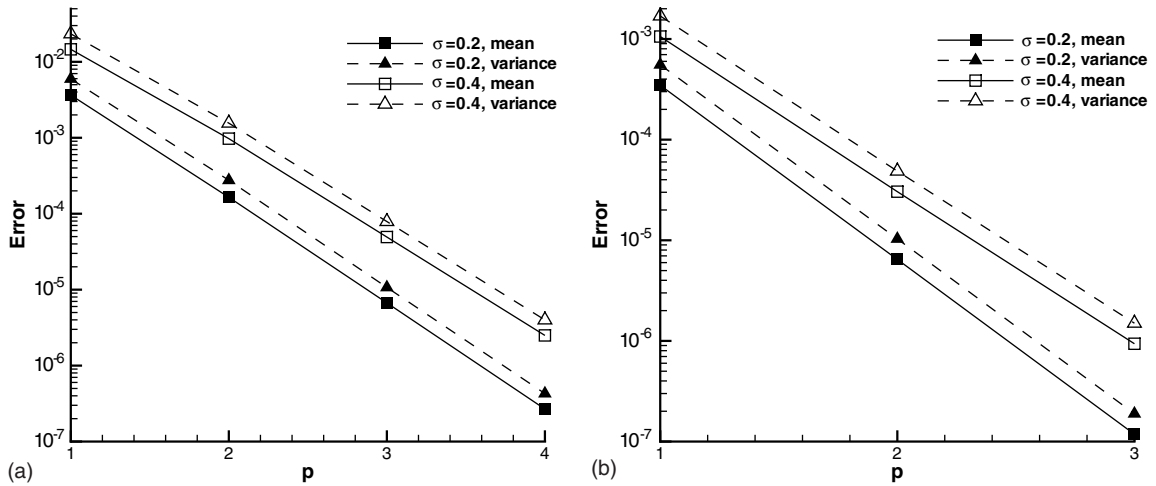 10^-2
10^-3
10^-4
10^-5
10^-6
10^-7
Error
1 2 3 4
p
(a)
σ=0.2, mean
σ=0.2, variance
σ=0.4, mean
σ=0.4, variance
10^-3
10^-4
10^-5
10^-6
10^-7
Error
1 2 3
p
(b)
σ=0.2, mean
σ=0.2, variance
σ=0.4, mean
σ=0.4, variance